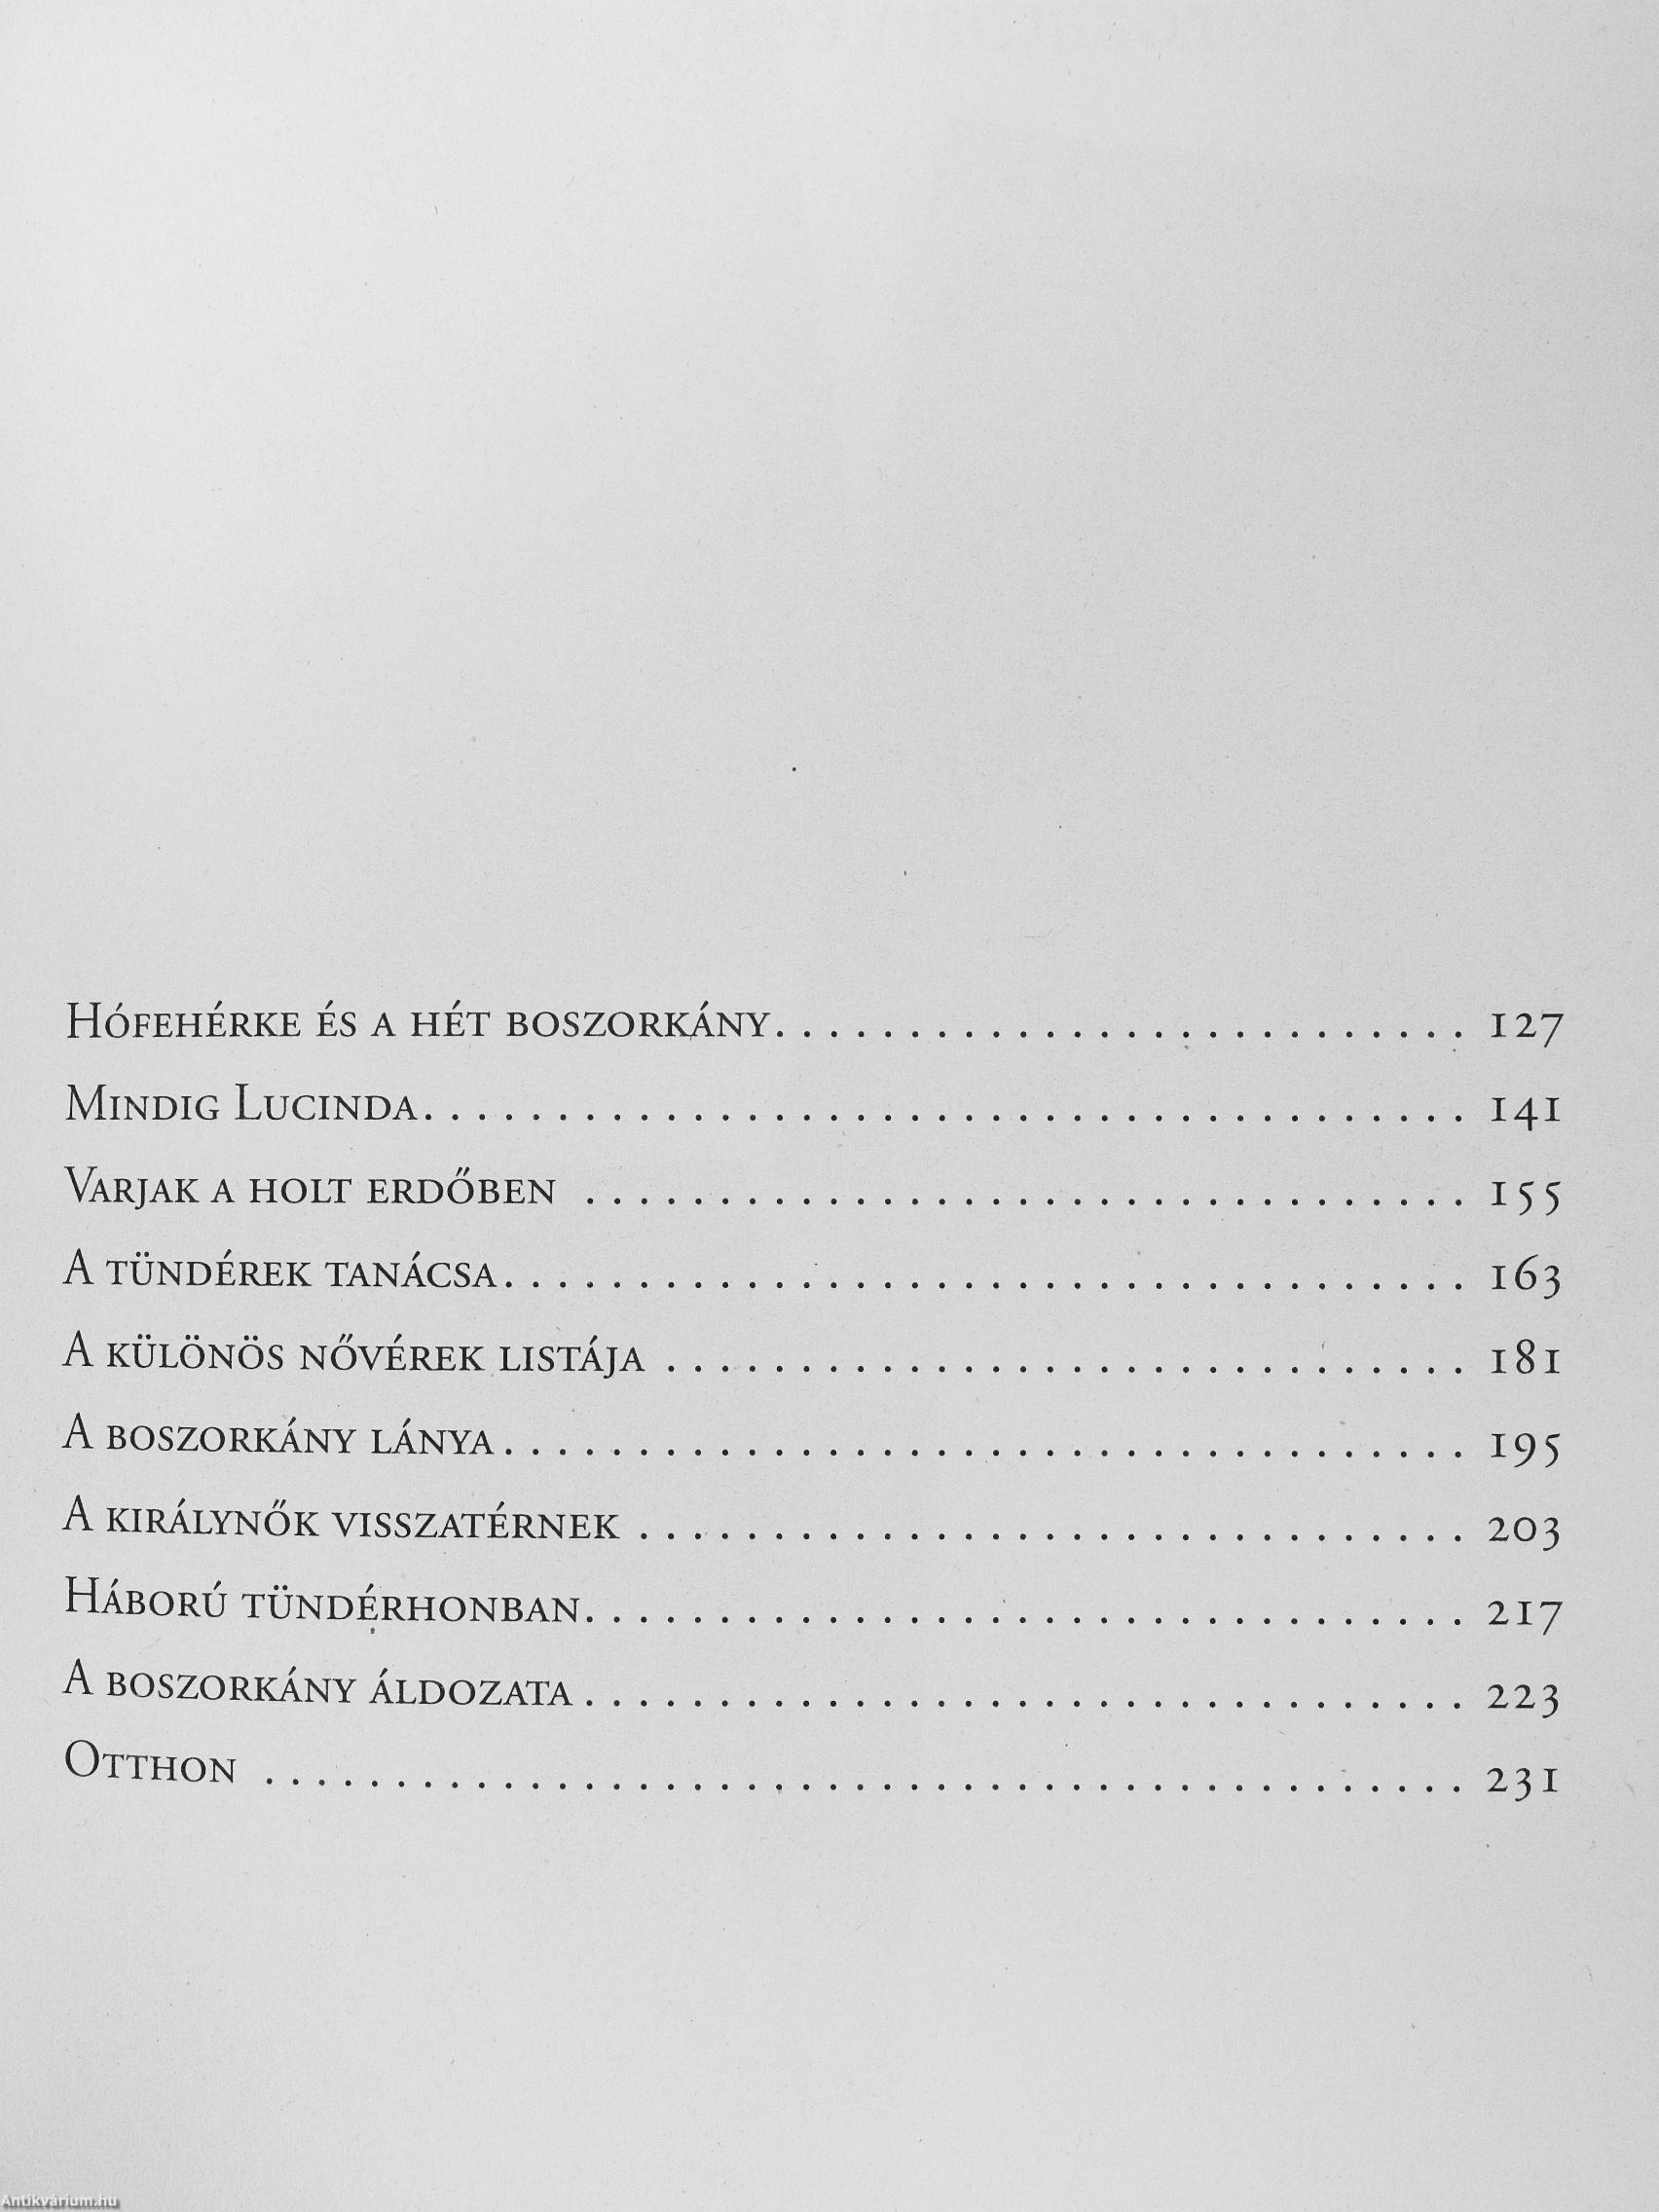 Hófehérke és a hét boszorkány. . . . . . . . . . . . . . . . . . . . . . . . . . 127
Mindig Lucinda. . . . . . . . . . . . . . . . . . . . . . . . . . . . . . . . . . . . . . . 141
Varjak a holt erdőben . . . . . . . . . . . . . . . . . . . . . . . . . . . . . . . . . 155
A tündérek tanácsa. . . . . . . . . . . . . . . . . . . . . . . . . . . . . . . . . . . . 163
A különös nővérek listája . . . . . . . . . . . . . . . . . . . . . . . . . . . . . . 181
A boszorkány lánya. . . . . . . . . . . . . . . . . . . . . . . . . . . . . . . . . . . . 195
A királynők visszatérnek . . . . . . . . . . . . . . . . . . . . . . . . . . . . . . . 203
Háború tündérhonban. . . . . . . . . . . . . . . . . . . . . . . . . . . . . . . . . 217
A boszorkány áldozata . . . . . . . . . . . . . . . . . . . . . . . . . . . . . . . . . 223
Otthon . . . . . . . . . . . . . . . . . . . . . . . . . . . . . . . . . . . . . . . . . . . . . 231
Antikvárium.hu